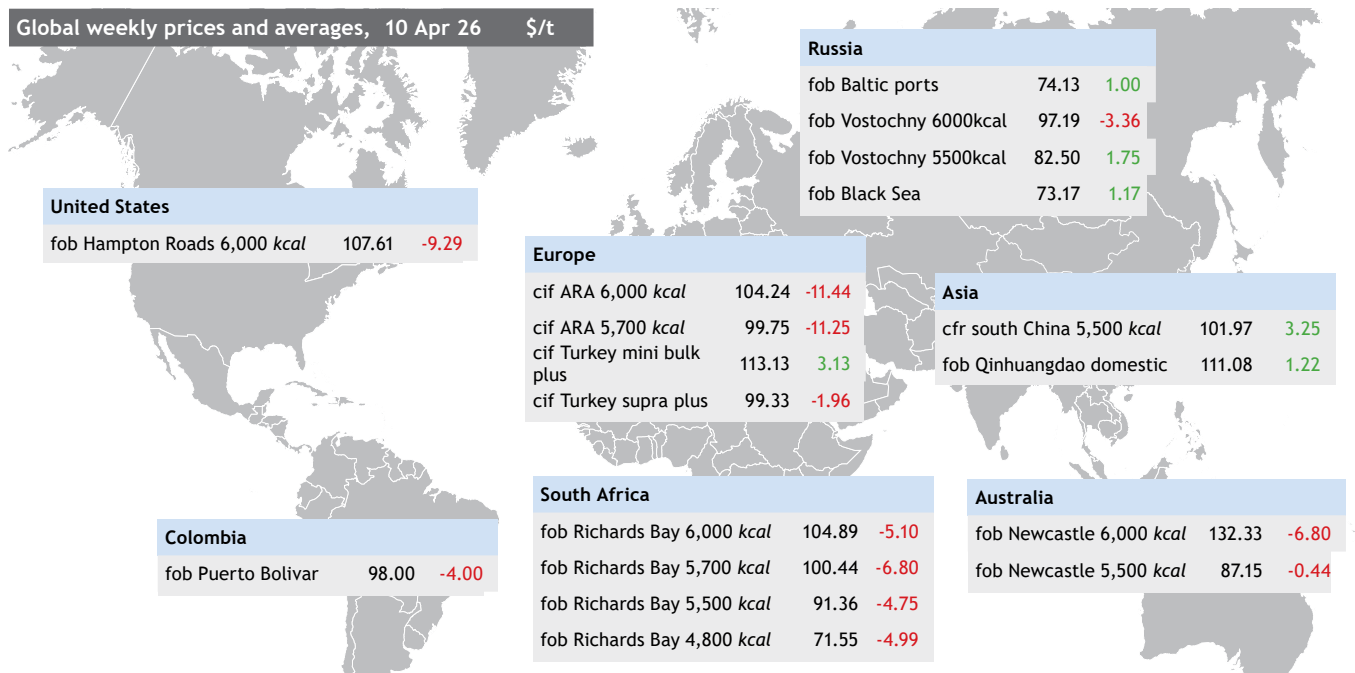 Global weekly prices and averages, 10 Apr 26 $/t
Russia
fob Baltic ports 74.13 1.00
fob Vostochny 6000kcal 97.19 -3.36
fob Vostochny 5500kcal 82.50 1.75
fob Black Sea 73.17 1.17
United States
fob Hampton Roads 6,000 kcal 107.61 -9.29
Europe
cif ARA 6,000 kcal 104.24 -11.44
cif ARA 5,700 kcal 99.75 -11.25
cif Turkey mini bulk
plus 113.13 3.13
cif Turkey supra plus 99.33 -1.96
Asia
cfr south China 5,500 kcal 101.97 3.25
fob Qinhuangdao domestic 111.08 1.22
South Africa
fob Richards Bay 6,000 kcal 104.89 -5.10
fob Richards Bay 5,700 kcal 100.44 -6.80
fob Richards Bay 5,500 kcal 91.36 -4.75
fob Richards Bay 4,800 kcal 71.55 -4.99
Australia
fob Newcastle 6,000 kcal 132.33 -6.80
fob Newcastle 5,500 kcal 87.15 -0.44
Colombia
fob Puerto Bolivar 98.00 -4.00